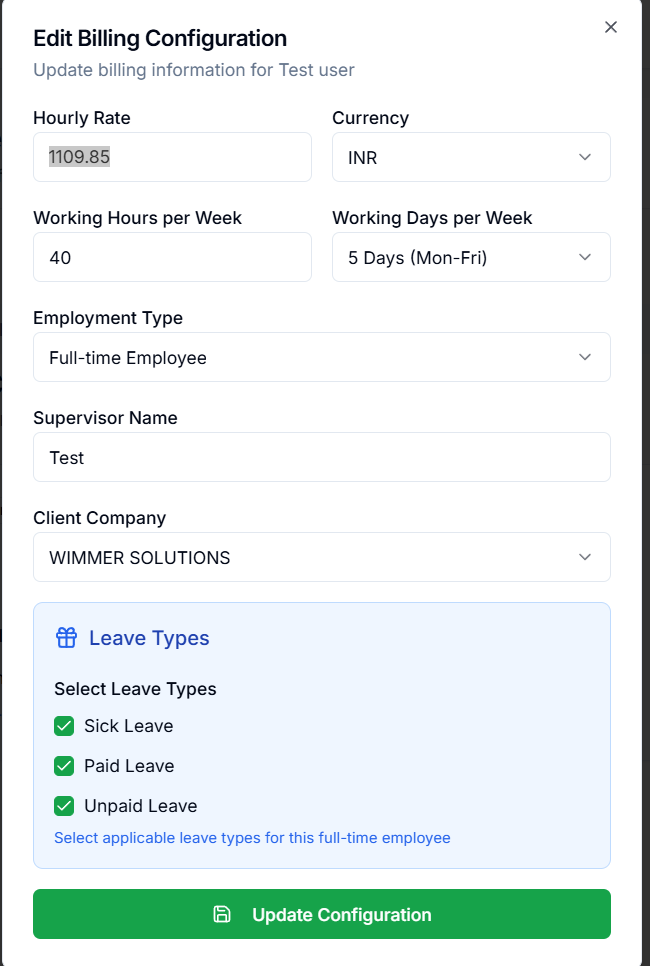 Edit Billing Configuration
Update billing information for Test user
Hourly Rate
1109.85
Currency
INR
Working Hours per Week
40
Working Days per Week
5 Days (Mon-Fri)
Employment Type
Full-time Employee
Supervisor Name
Test
Client Company
WIMMER SOLUTIONS
Leave Types
Select Leave Types
Sick Leave
Paid Leave
Unpaid Leave
Select applicable leave types for this full-time employee
Update Configuration